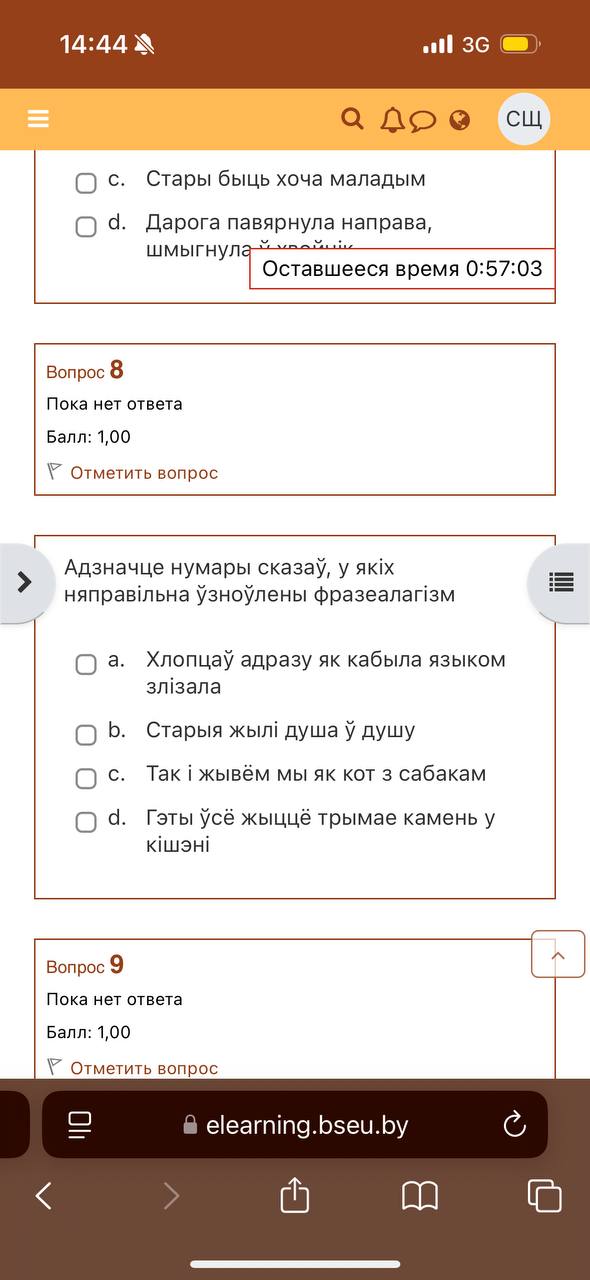 14:44
3G
СЩ
c. Стары быць хоча маладым
d. Дарога павярнула направа,
шмыгнула ў хвойнік
Оставшееся время 0:57:03
Вопрос 8
Пока нет ответа
Балл: 1,00
Отметить вопрос
Адзначце нумары сказаў, у якіх
няправільна ўзноўлены фразеалагізм
a. Хлопцаў адразу як кабыла языком
злізала
b. Старыя жылі душа ў душу
c. Так і жывём мы як кот з сабакам
d. Гэты ўсё жыццё трымае камень у
кішэні
Вопрос 9
Пока нет ответа
Балл: 1,00
Отметить вопрос
elearning.bseu.by